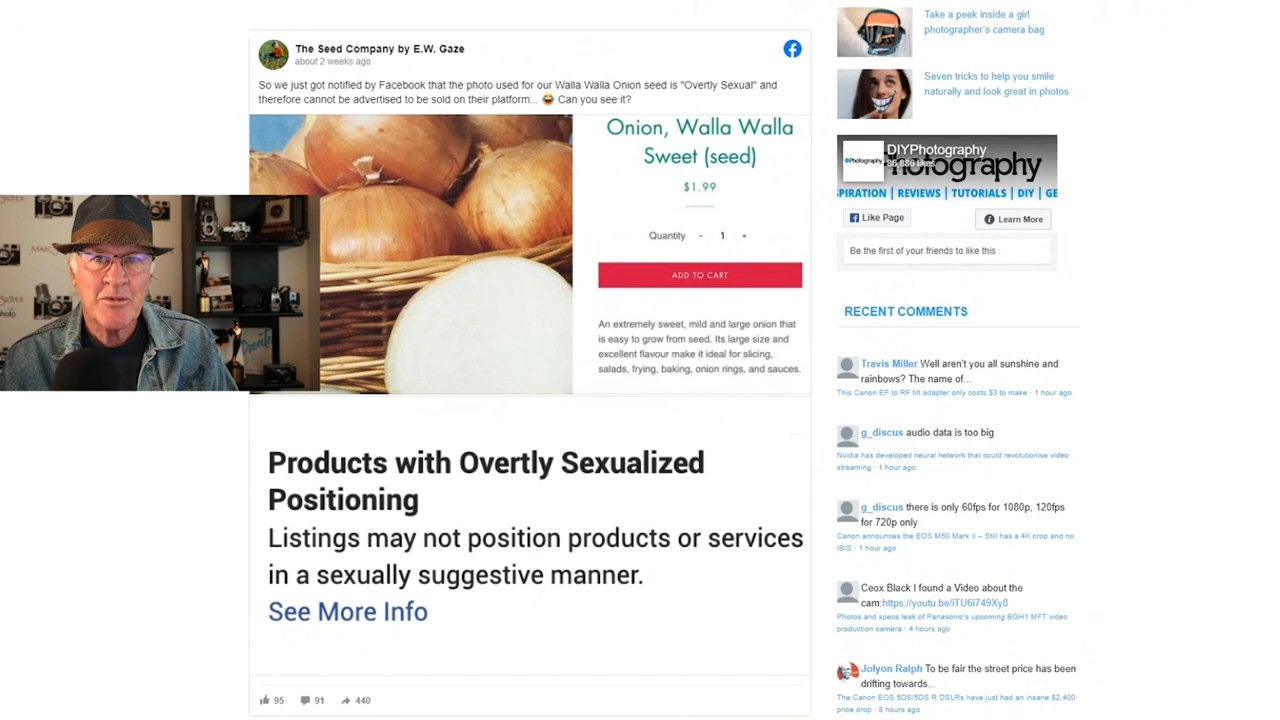 The Seed Company by E.W. Gaze
about 2 weeks ago
So we just got notified by Facebook that the photo used for our Walla Walla Onion seed is "Overtly Sexual" and
therefore cannot be advertised to be sold on their platform... 😂 Can you see it?
Onion, Walla Walla
Sweet (seed)
$1.99
Quantity - 1 +
ADD TO CART
An extremely sweet, mild and large onion that
is easy to grow from seed. Its large size and
excellent flavour make it ideal for slicing,
salads, frying, baking, onion rings, and sauces.
Products with Overtly Sexualized
Positioning
Listings may not position products or services
in a sexually suggestive manner.
See More Info
95 91 440
Take a peek inside a girl
photographer's camera bag
Seven tricks to help you smile
naturally and look great in photos
DIYPhotography
86,886 likes
Photography
PIRATION | REVIEWS | TUTORIALS | DIY | GE
Like Page
Learn More
Be the first of your friends to like this
RECENT COMMENTS
Travis Miller Well aren't you all sunshine and
rainbows? The name of...
This Canon EF to RF tilt adapter only costs $3 to make · 1 hour ago
g_discus audio data is too big
Nvidia has developed neural network that could revolutionise video
streaming · 1 hour ago
g_discus there is only 60fps for 1080p, 120fps
for 720p only
Canon announces the EOS M50 Mark II – Still has a 4K crop and no
IBIS · 1 hour ago
Ceox Black I found a Video about the
cam:https://youtu.be/iTU6i749Xy8
Photos and specs leak of Panasonic's upcoming BGH1 MFT video
production camera · 4 hours ago
Jolyon Ralph To be fair the street price has been
drifting towards...
The Canon EOS 5DS/5DS R DSLRs have just had an insane $2,400
price drop · 8 hours ago